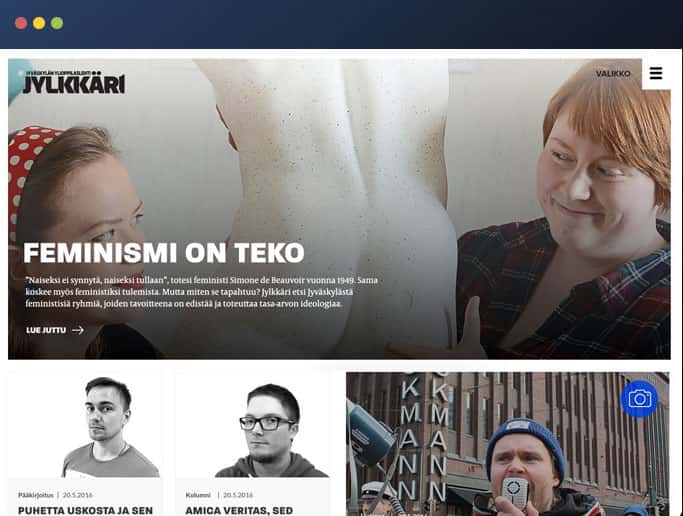 JYVÄSKYLÄN YLIOPPILASLEHTI
JYLKKÄRI
VALIKKO
FEMINISMI ON TEKO
"Naiseksi ei synnytä, naiseksi tullaan", totesi feministi Simone de Beauvoir vuonna 1949. Sama
koskee myös feministiksi tulemista. Mutta miten se tapahtuu? Jylkkäri etsi Jyväskylästä
feministisiä ryhmiä, joiden tavoitteena on edistää ja toteuttaa tasa-arvon ideologiaa.
LUE JUTTU
KMANN
OKMANN
Pääkirjoitus | 20.5.2016
PUHETTA USKOSTA JA SEN
Kolumni | 20.5.2016
AMICA VERITAS, SED